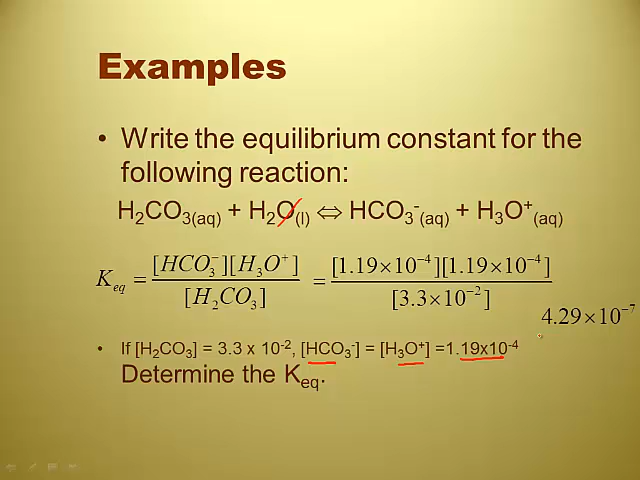 Examples
• Write the equilibrium constant for the
following reaction:
H₂CO₃₍aq₎ + H₂O₍l₎ ⇔ HCO₃⁻₍aq₎ + H₃O⁺₍aq₎
K_eq = [HCO₃⁻][H₃O⁺] / [H₂CO₃] = [1.19×10⁻⁴][1.19×10⁻⁴] / [3.3×10⁻²]
4.29×10⁻⁷
• If [H₂CO₃] = 3.3 x 10⁻², [HCO₃⁻] = [H₃O⁺] =1.19x10⁻⁴
Determine the K_eq.